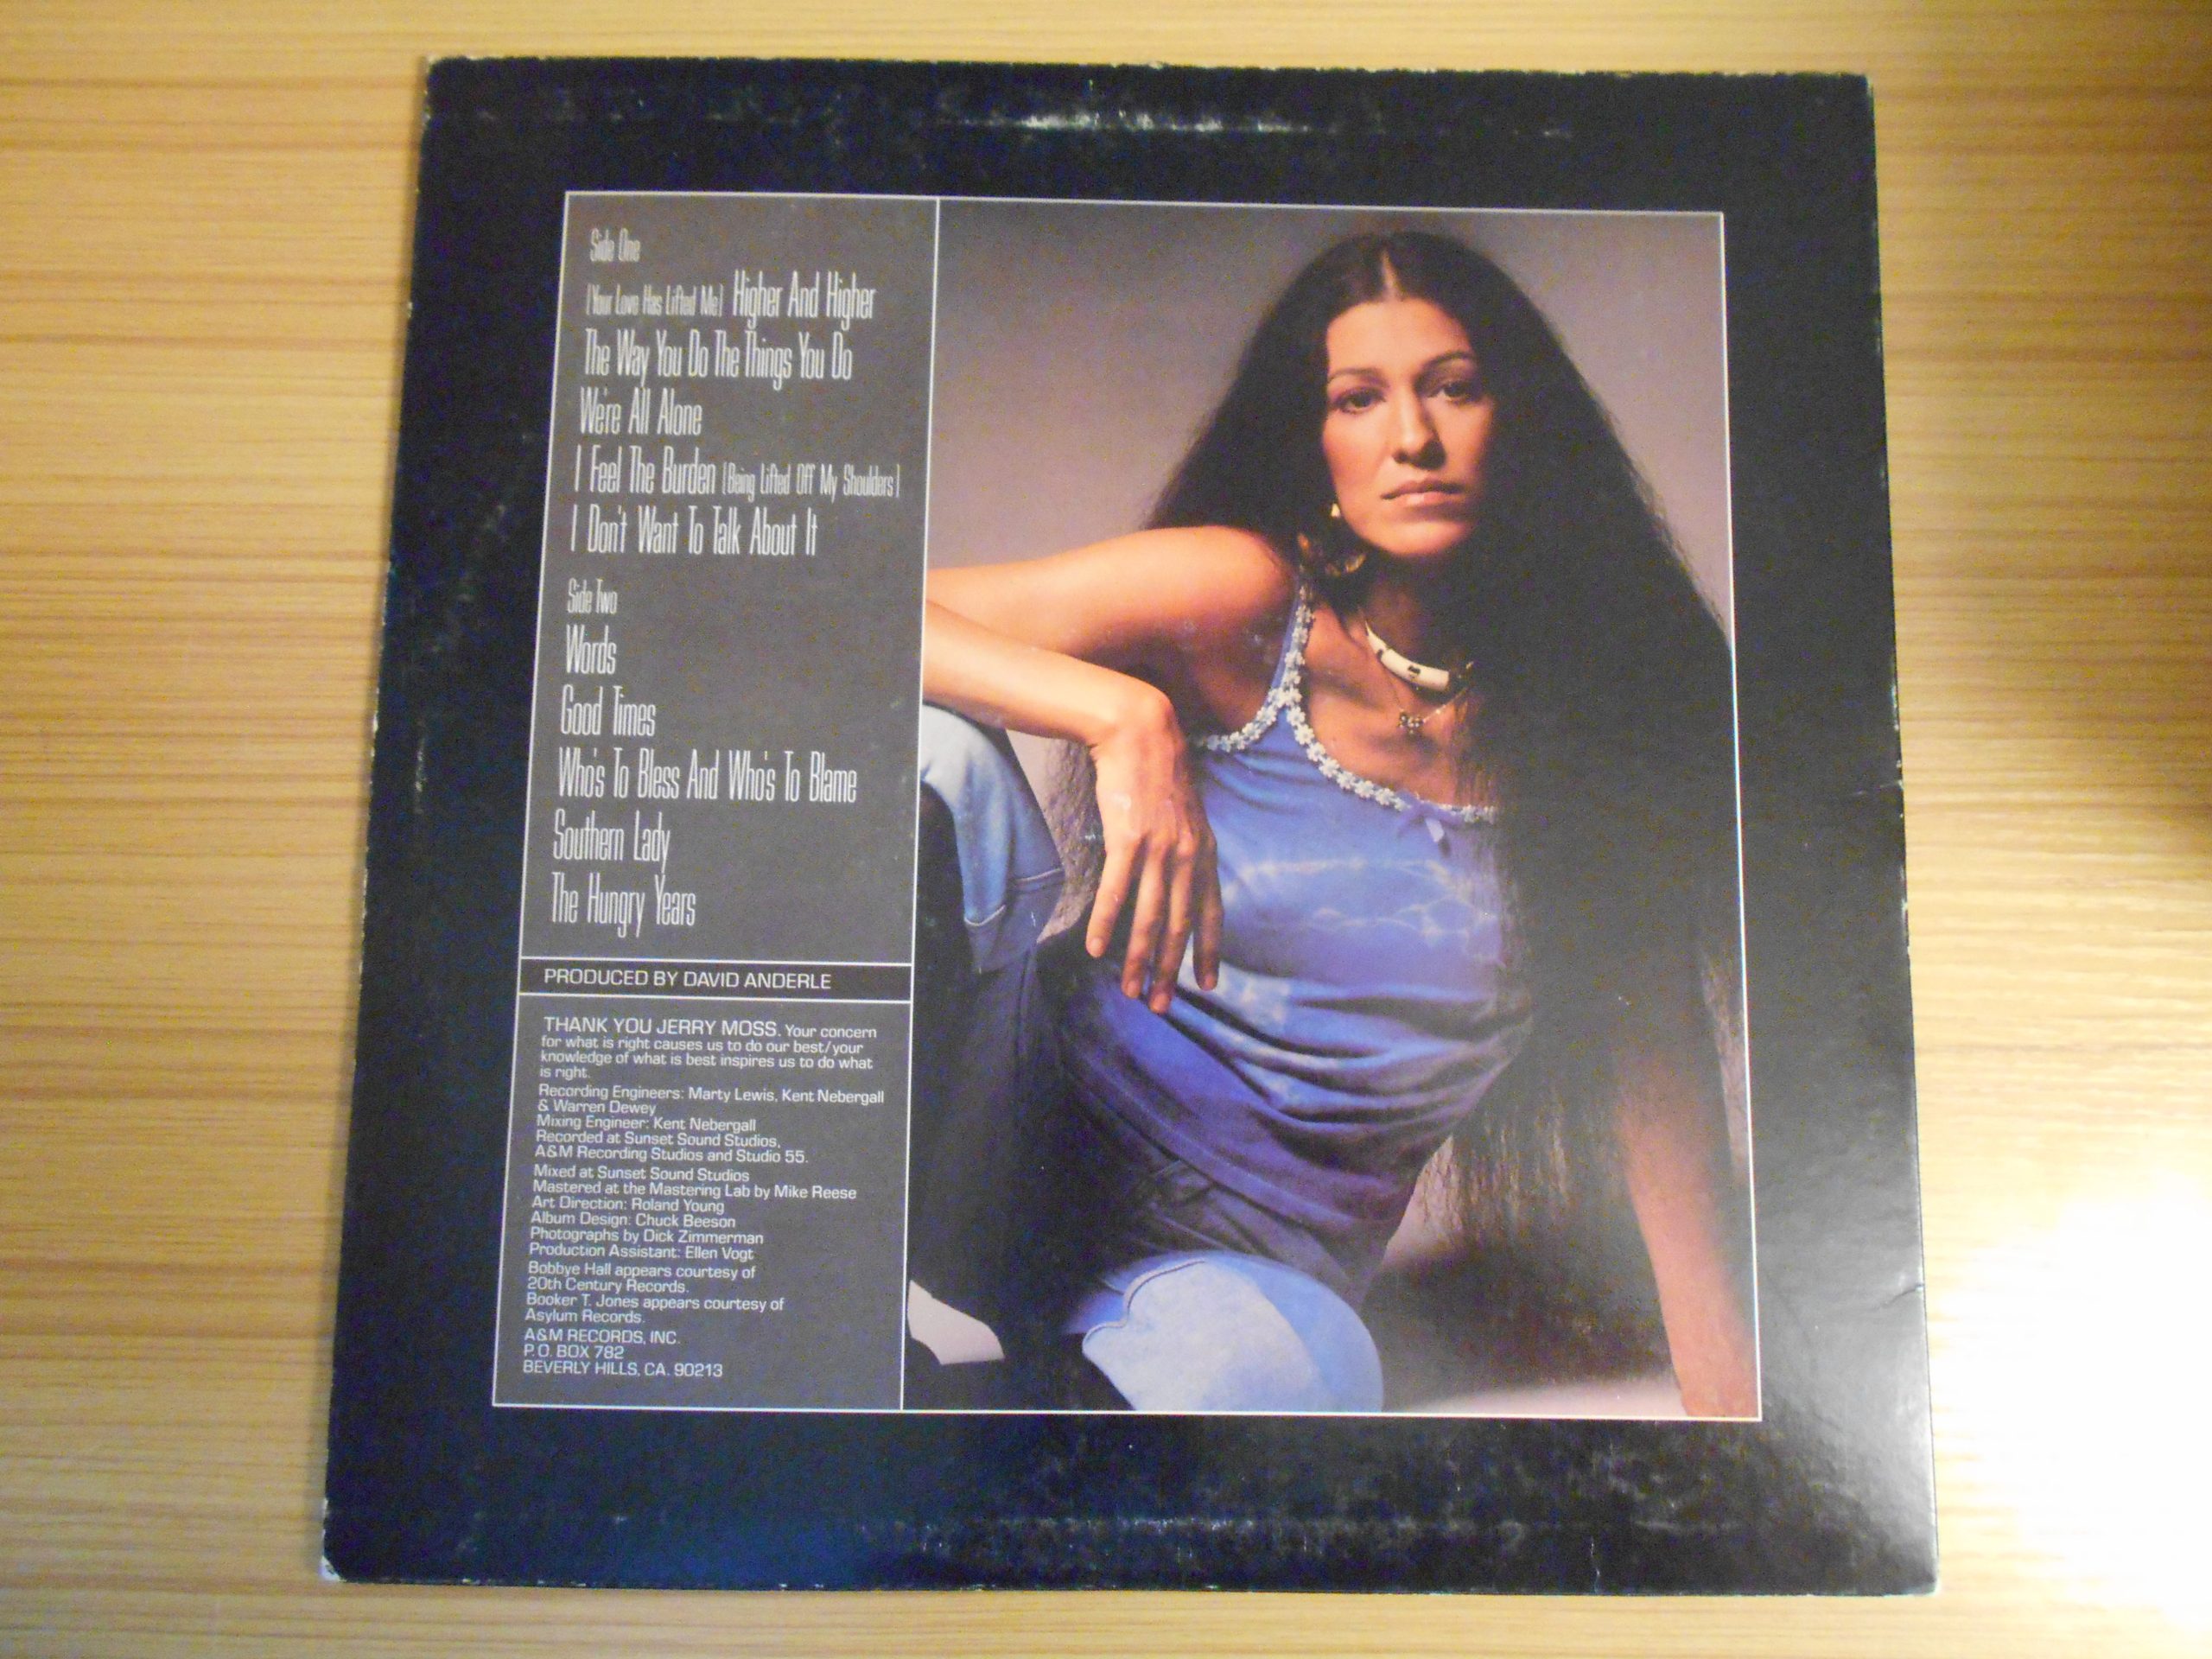 Side One
(Your Love Has Lifted Me) Higher And Higher
The Way You Do The Things You Do
We're All Alone
I Feel The Burden (Being Lifted Off My Shoulders)
I Don't Want To Talk About It
Side Two
Words
Good Times
Who's To Bless And Who's To Blame
Southern Lady
The Hungry Years
PRODUCED BY DAVID ANDERLE
THANK YOU JERRY MOSS. Your concern
for what is right causes us to do our best/your
knowledge of what is best inspires us to do what
is right.
Recording Engineers: Marty Lewis, Kent Nebergall
& Warren Dewey
Mixing Engineer: Kent Nebergall
Recorded at Sunset Sound Studios,
A&M Recording Studios and Studio 55.
Mixed at Sunset Sound Studios
Mastered at the Mastering Lab by Mike Reese
Art Direction: Roland Young
Album Design: Chuck Beeson
Photographs by Dick Zimmerman
Production Assistant: Ellen Vogt
Bobbye Hall appears courtesy of
20th Century Records.
Booker T. Jones appears courtesy of
Asylum Records.
A&M RECORDS, INC.
P.O. BOX 782
BEVERLY HILLS, CA. 90213